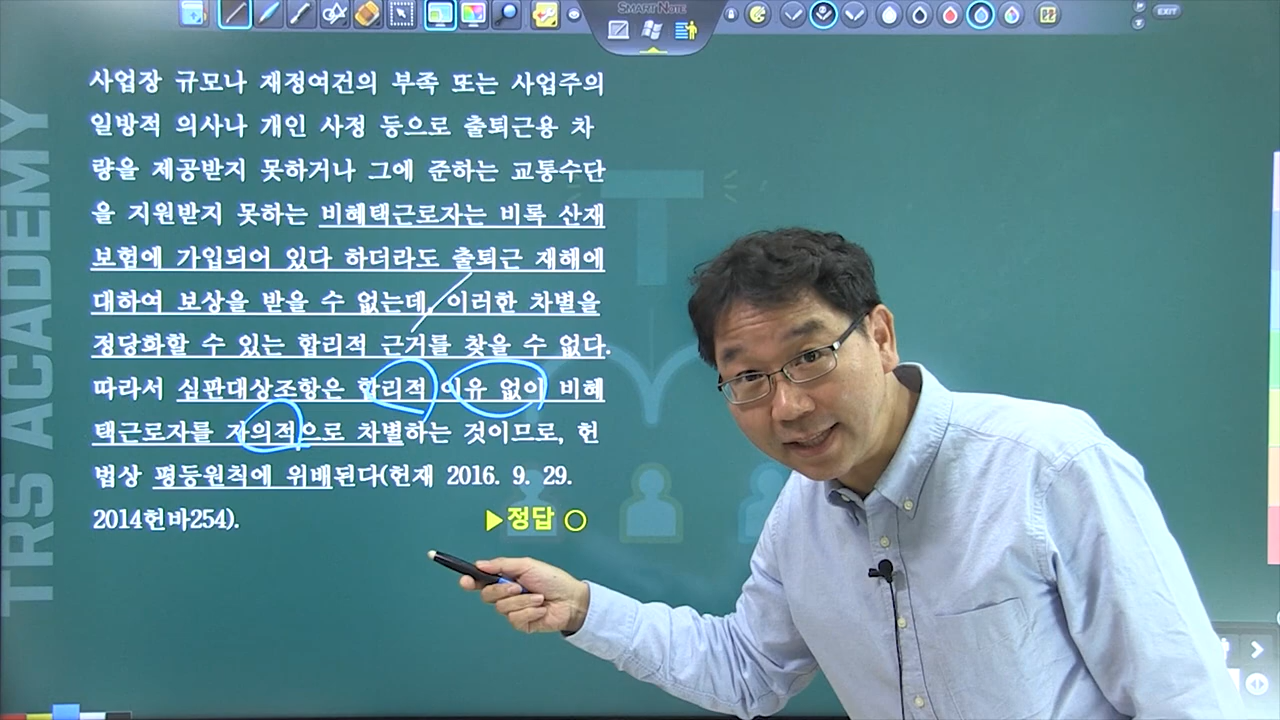 SMART NOTE
EXIT
TRS ACADEMY
사업장 규모나 재정여건의 부족 또는 사업주의
일방적 의사나 개인 사정 등으로 출퇴근용 차
량을 제공받지 못하거나 그에 준하는 교통수단
을 지원받지 못하는 비혜택근로자는 비록 산재
보험에 가입되어 있다 하더라도 출퇴근 재해에
대하여 보상을 받을 수 없는데, 이러한 차별을
정당화할 수 있는 합리적 근거를 찾을 수 없다.
따라서 심판대상조항은 합리적 이유 없이 비혜
택근로자를 자의적으로 차별하는 것이므로, 헌
법상 평등원칙에 위배된다(헌재 2016. 9. 29.
2014헌바254).
▶정답 ○